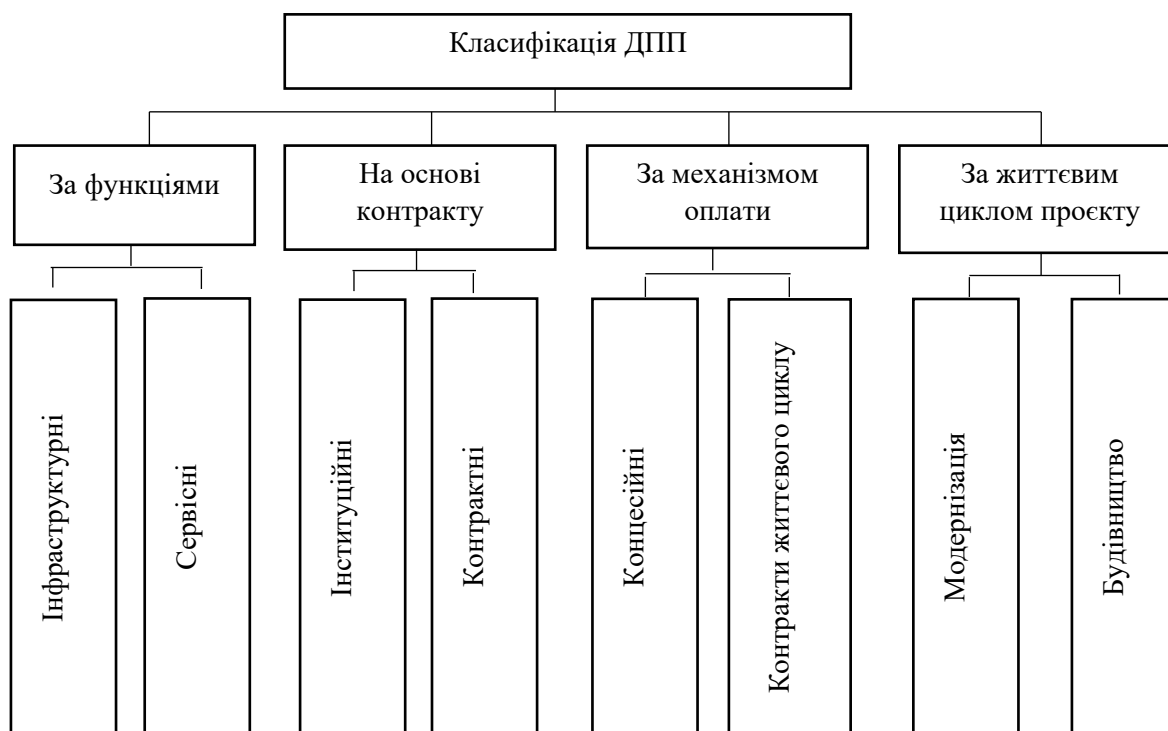 Класифікація ДПП
За функціями
На основі
контракту
За механізмом
оплати
За життєвим
циклом проєкту
Інфраструктурні
Сервісні
Інституційні
Контрактні
Концесійні
Контракти життєвого циклу
Модернізація
Будівництво